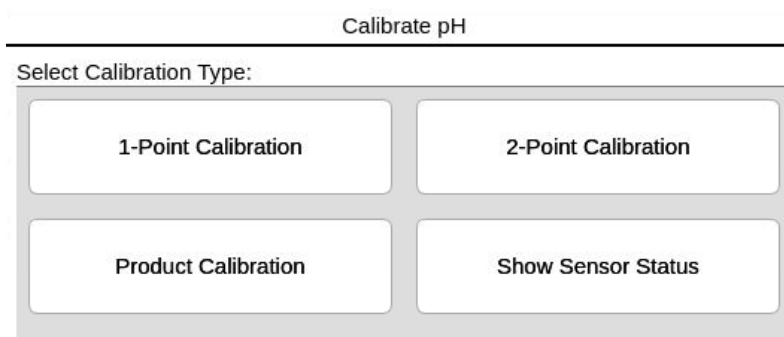 Calibrate pH
Select Calibration Type:
1-Point Calibration
2-Point Calibration
Product Calibration
Show Sensor Status